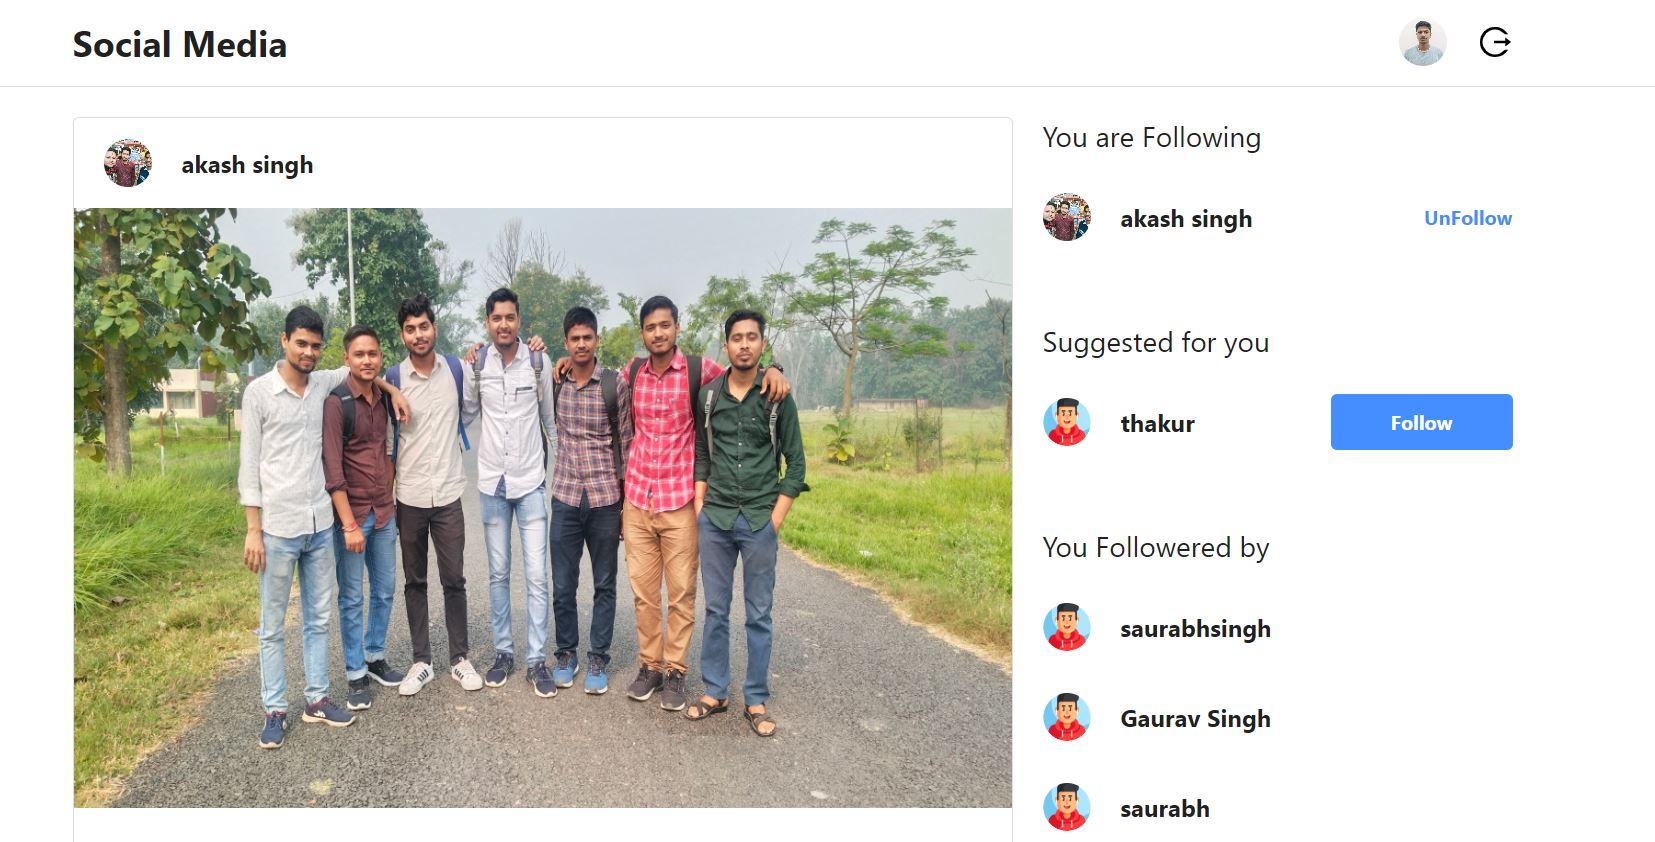 Social Media
akash singh
You are Following
akash singh
UnFollow
Suggested for you
thakur
Follow
You Followered by
saurabhsingh
Gaurav Singh
saurabh